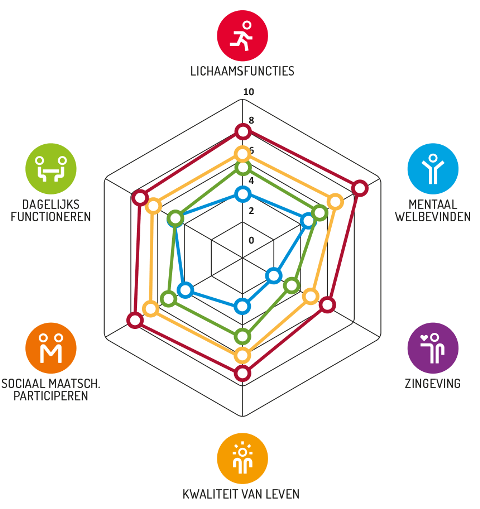 LICHAAMSFUNCTIES
10
8
6
4
2
0
DAGELIJKS
FUNCTIONEREN
MENTAAL
WELBEVINDEN
SOCIAAL MAATSCH.
PARTICIPEREN
ZINGEVING
KWALITEIT VAN LEVEN